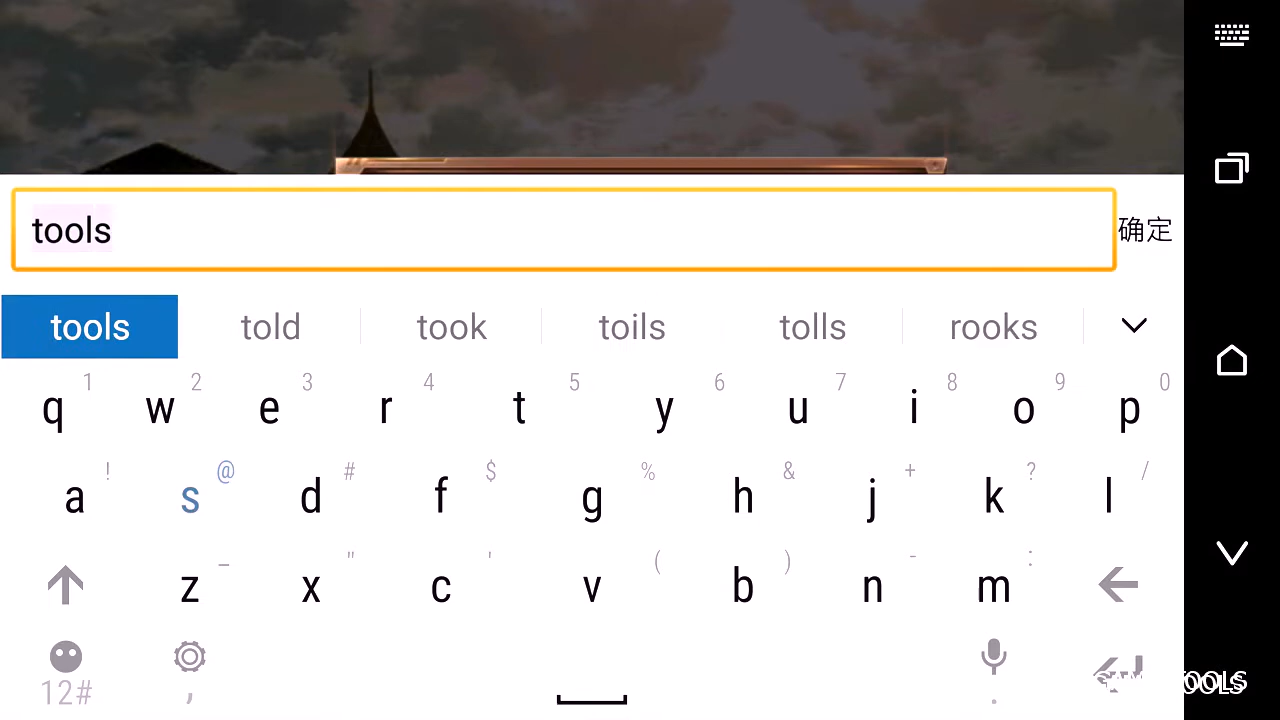 tools
确定
tools told took toils tolls rooks
1 2 3 4 5 6 7 8 9 0
q w e r t y u i o p
! @ # $ % & + ? /
a s d f g h j k l
_ " ' ( ) - :
z x c v b n m
12# , .
TOOLS